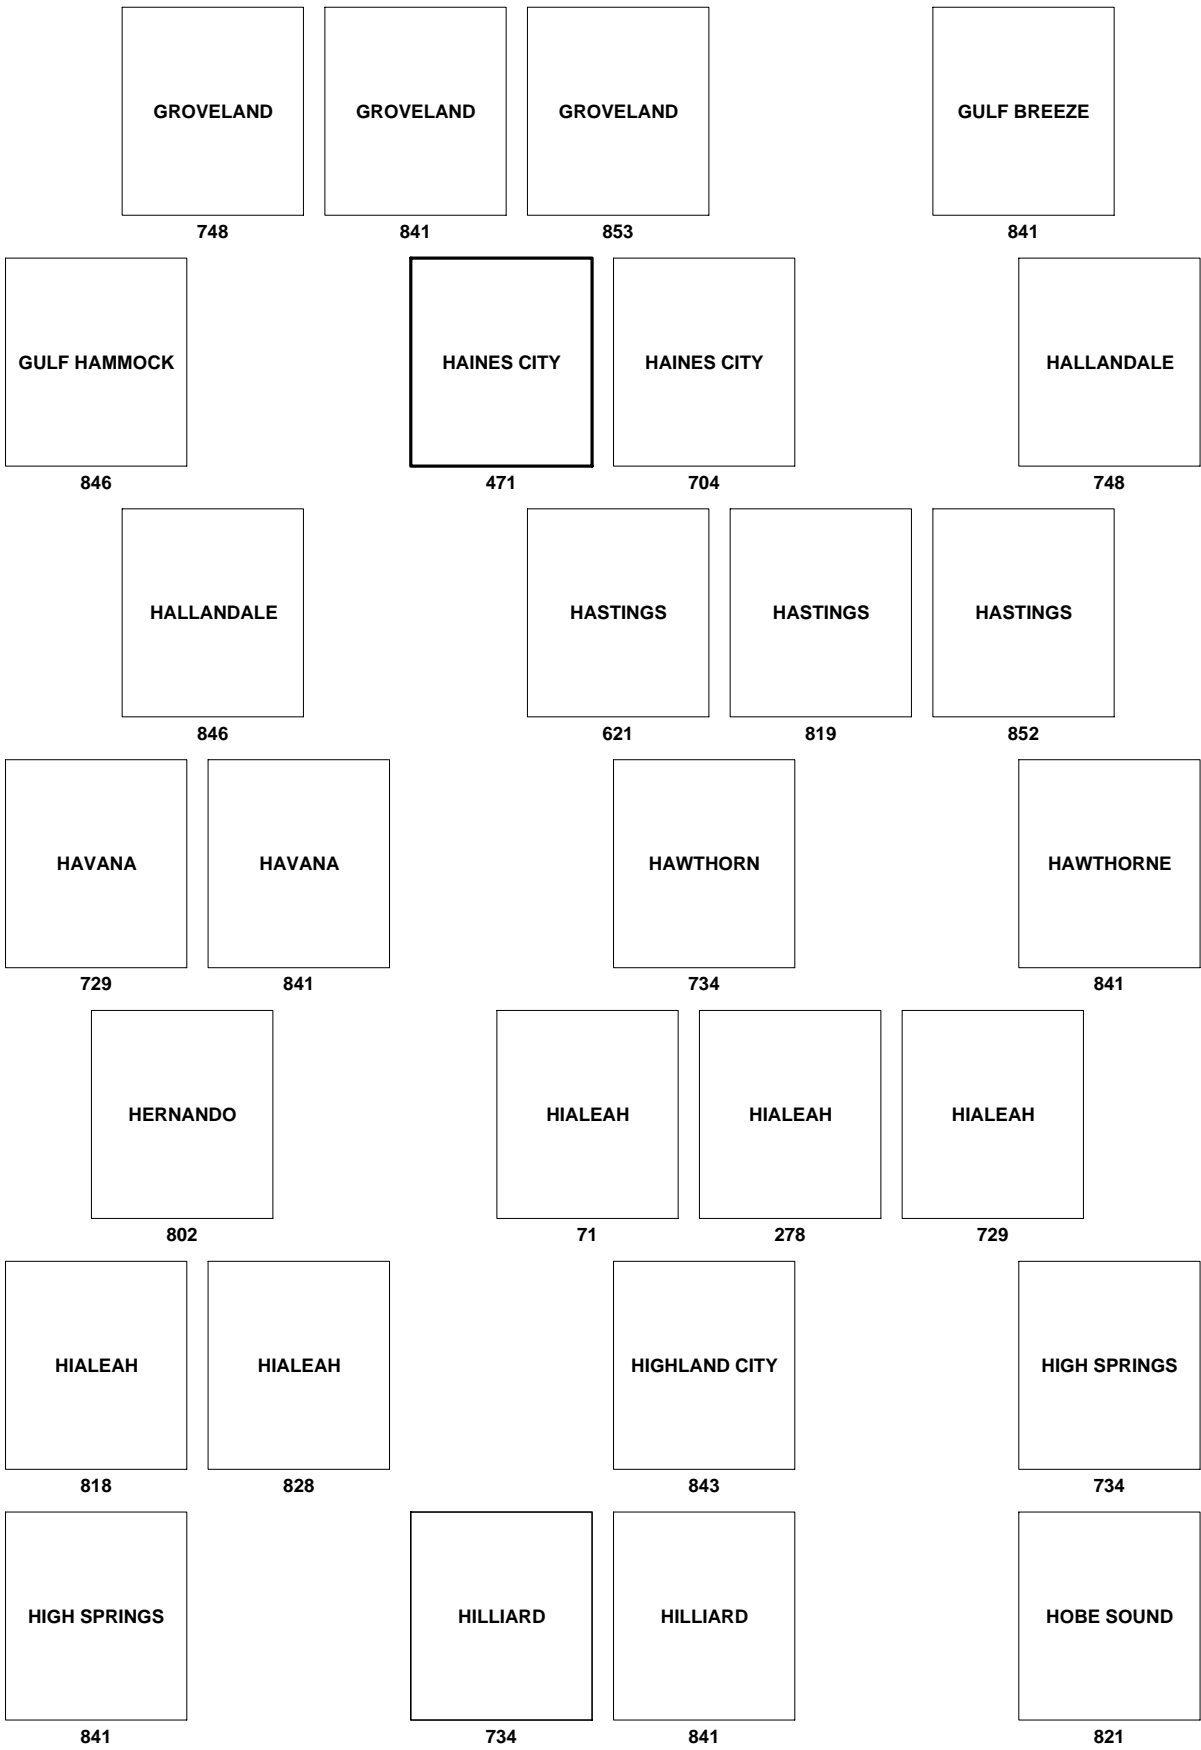 GROVELAND GROVELAND GROVELAND GULF BREEZE
748 841 853 841
GULF HAMMOCK HAINES CITY HAINES CITY HALLANDALE
846 471 704 748
HALLANDALE HASTINGS HASTINGS HASTINGS
846 621 819 852
HAVANA HAVANA HAWTHORN HAWTHORNE
729 841 734 841
HERNANDO HIALEAH HIALEAH HIALEAH
802 71 278 729
HIALEAH HIALEAH HIGHLAND CITY HIGH SPRINGS
818 828 843 734
HIGH SPRINGS HILLIARD HILLIARD HOBE SOUND
841 734 841 821